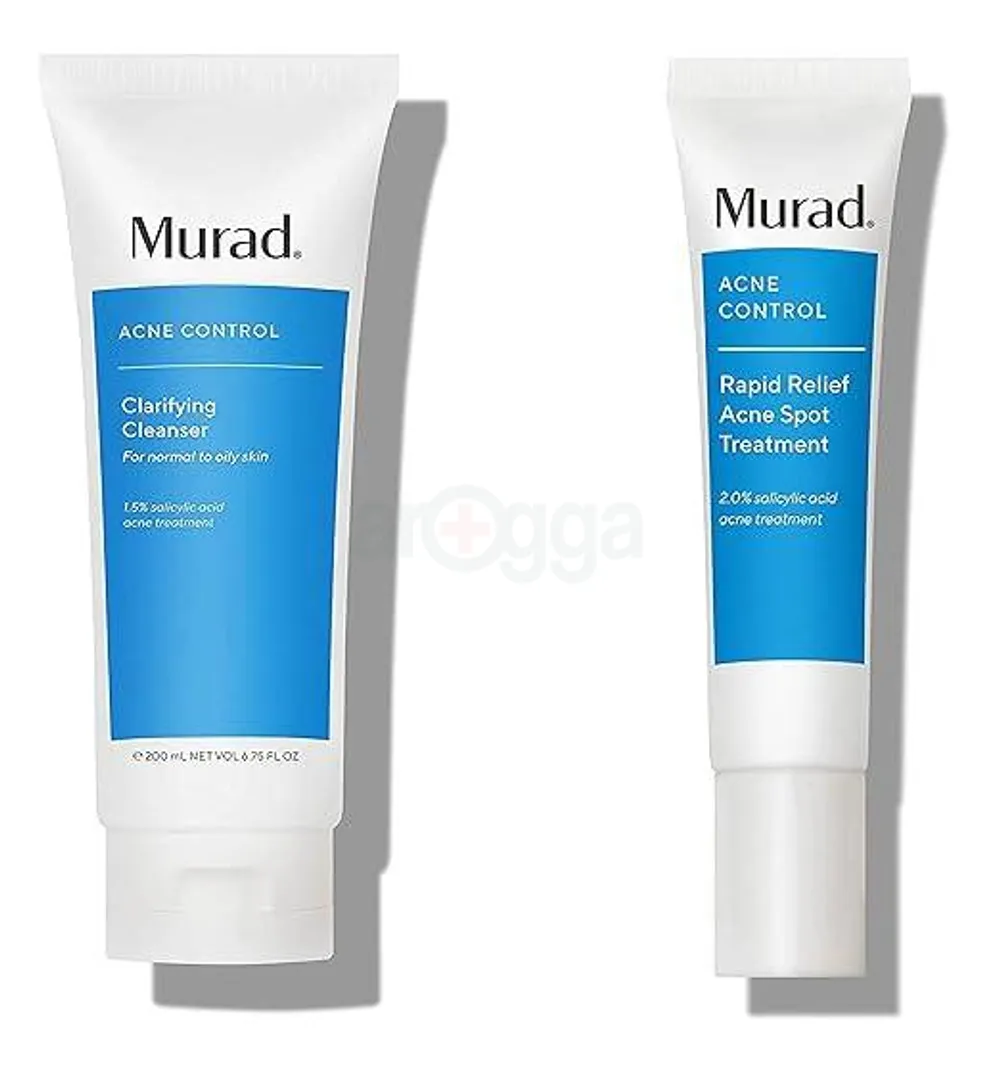 Murad.
ACNE CONTROL
Clarifying
Cleanser
For normal to oily skin
1.5% salicylic acid
acne treatment
℮ 200 mL NET VOL 6.75 FL OZ
Murad.
ACNE
CONTROL
Rapid Relief
Acne Spot
Treatment
2.0% salicylic acid
acne treatment
arogga